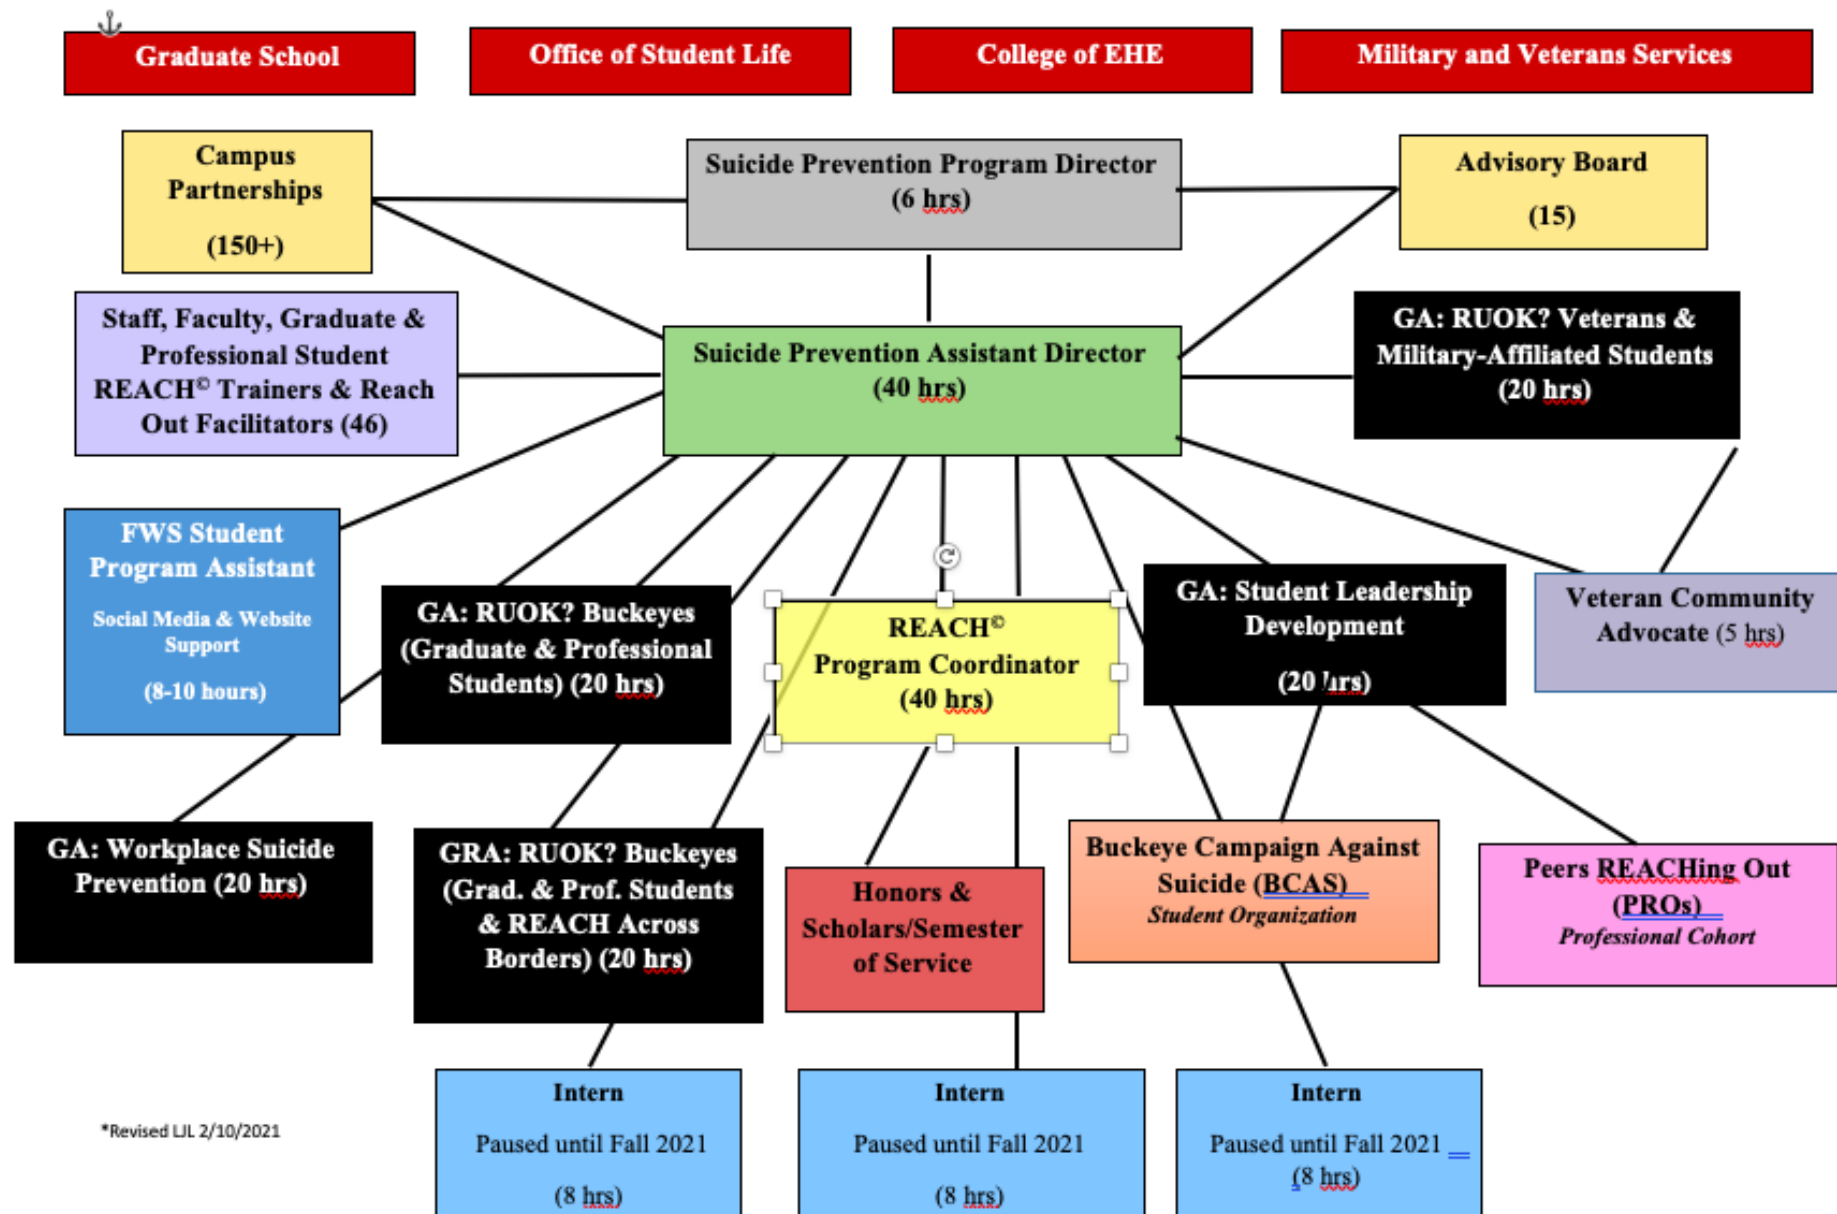 Graduate School
Office of Student Life
College of EHE
Military and Veterans Services
Campus
Partnerships
(150+)
Suicide Prevention Program Director
(6 hrs)
Advisory Board
(15)
Staff, Faculty, Graduate &
Professional Student
REACH© Trainers & Reach
Out Facilitators (46)
Suicide Prevention Assistant Director
(40 hrs)
GA: RUOK? Veterans &
Military-Affiliated Students
(20 hrs)
FWS Student
Program Assistant
Social Media & Website
Support
(8-10 hours)
GA: RUOK? Buckeyes
(Graduate & Professional
Students) (20 hrs)
REACH©
Program Coordinator
(40 hrs)
GA: Student Leadership
Development
(20 hrs)
Veteran Community
Advocate (5 hrs)
GA: Workplace Suicide
Prevention (20 hrs)
GRA: RUOK? Buckeyes
(Grad. & Prof. Students
& REACH Across
Borders) (20 hrs)
Honors &
Scholars/Semester
of Service
Buckeye Campaign Against
Suicide (BCAS)
Student Organization
Peers REACHing Out
(PROs)
Professional Cohort
Intern
Paused until Fall 2021
(8 hrs)
Intern
Paused until Fall 2021
(8 hrs)
Intern
Paused until Fall 2021
(8 hrs)
*Revised LJL 2/10/2021